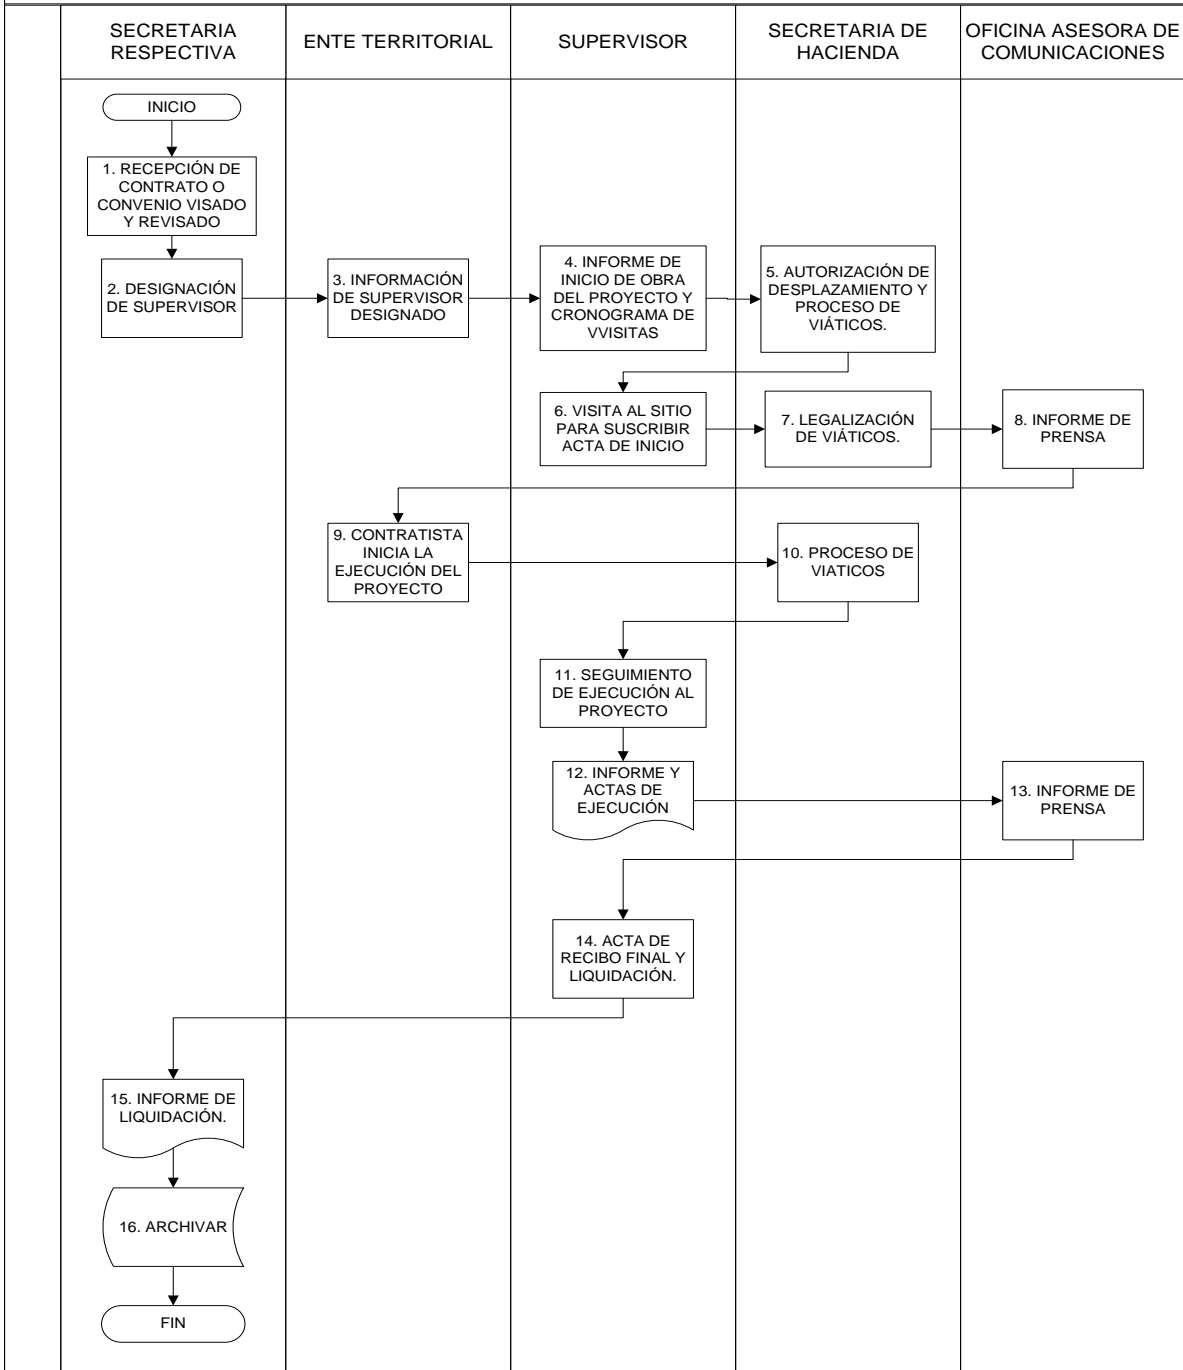 SECRETARIA
RESPECTIVA
ENTE TERRITORIAL
SUPERVISOR
SECRETARIA DE
HACIENDA
OFICINA ASESORA DE
COMUNICACIONES
INICIO
1. RECEPCIÓN DE
CONTRATO O
CONVENIO VISADO
Y REVISADO
2. DESIGNACIÓN
DE SUPERVISOR
3. INFORMACIÓN
DE SUPERVISOR
DESIGNADO
4. INFORME DE
INICIO DE OBRA
DEL PROYECTO Y
CRONOGRAMA DE
VVISITAS
5. AUTORIZACIÓN DE
DESPLAZAMIENTO Y
PROCESO DE
VIÁTICOS.
6. VISITA AL SITIO
PARA SUSCRIBIR
ACTA DE INICIO
7. LEGALIZACIÓN
DE VIÁTICOS.
8. INFORME DE
PRENSA
9. CONTRATISTA
INICIA LA
EJECUCIÓN DEL
PROYECTO
10. PROCESO DE
VIATICOS
11. SEGUIMIENTO
DE EJECUCIÓN AL
PROYECTO
12. INFORME Y
ACTAS DE
EJECUCIÓN
13. INFORME DE
PRENSA
14. ACTA DE
RECIBO FINAL Y
LIQUIDACIÓN.
15. INFORME DE
LIQUIDACIÓN.
16. ARCHIVAR
FIN